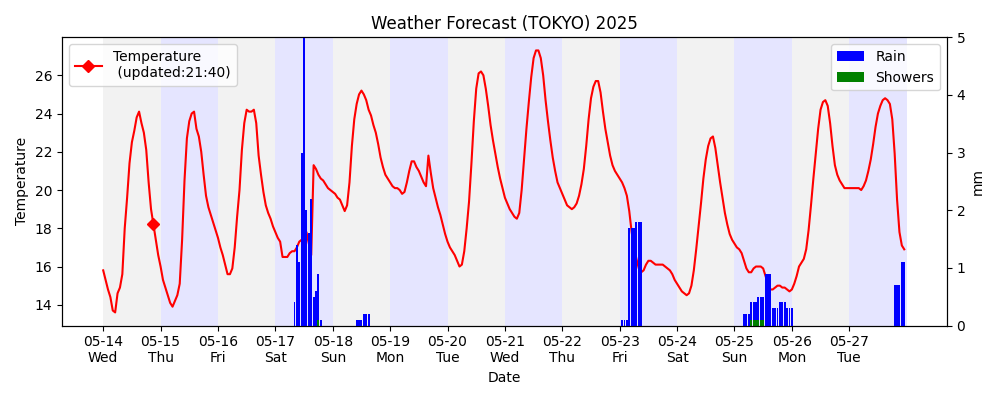 Weather Forecast (TOKYO) 2025
Temperature
(updated:21:40)
Rain
Showers
Temperature
26
24
22
20
18
16
14
5
4
3
2
1
0
mm
05-14 05-15 05-16 05-17 05-18 05-19 05-20 05-21 05-22 05-23 05-24 05-25 05-26 05-27
Wed Thu Fri Sat Sun Mon Tue Wed Thu Fri Sat Sun Mon Tue
Date